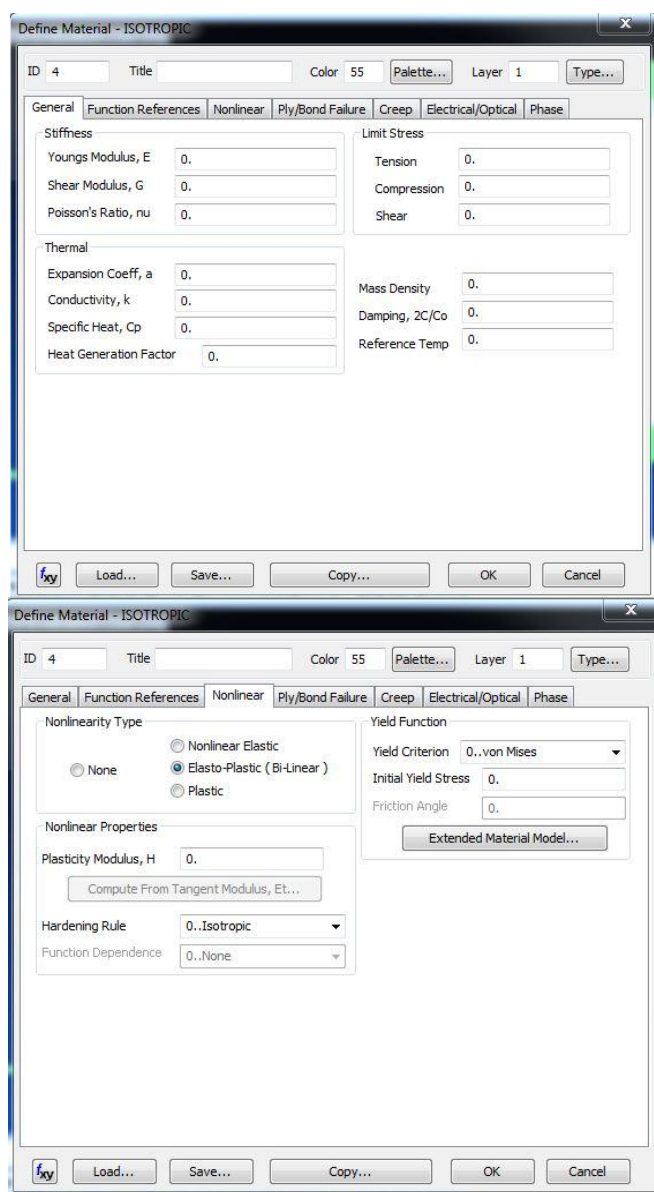 Define Material - ISOTROPIC
ID 4 Title Color 55 Palette... Layer 1 Type...
General Function References Nonlinear Ply/Bond Failure Creep Electrical/Optical Phase
Stiffness Limit Stress
Youngs Modulus, E 0. Tension 0.
Shear Modulus, G 0. Compression 0.
Poisson's Ratio, nu 0. Shear 0.
Thermal
Expansion Coeff, a 0. Mass Density 0.
Conductivity, k 0. Damping, 2C/Co 0.
Specific Heat, Cp 0. Reference Temp 0.
Heat Generation Factor 0.
fxy Load... Save... Copy... OK Cancel
Define Material - ISOTROPIC
ID 4 Title Color 55 Palette... Layer 1 Type...
General Function References Nonlinear Ply/Bond Failure Creep Electrical/Optical Phase
Nonlinearity Type Yield Function
Nonlinear Elastic Yield Criterion 0..von Mises
None Elasto-Plastic ( Bi-Linear ) Initial Yield Stress 0.
Plastic Friction Angle 0.
Nonlinear Properties Extended Material Model...
Plasticity Modulus, H 0.
Compute From Tangent Modulus, Et...
Hardening Rule 0..Isotropic
Function Dependence 0..None
fxy Load... Save... Copy... OK Cancel